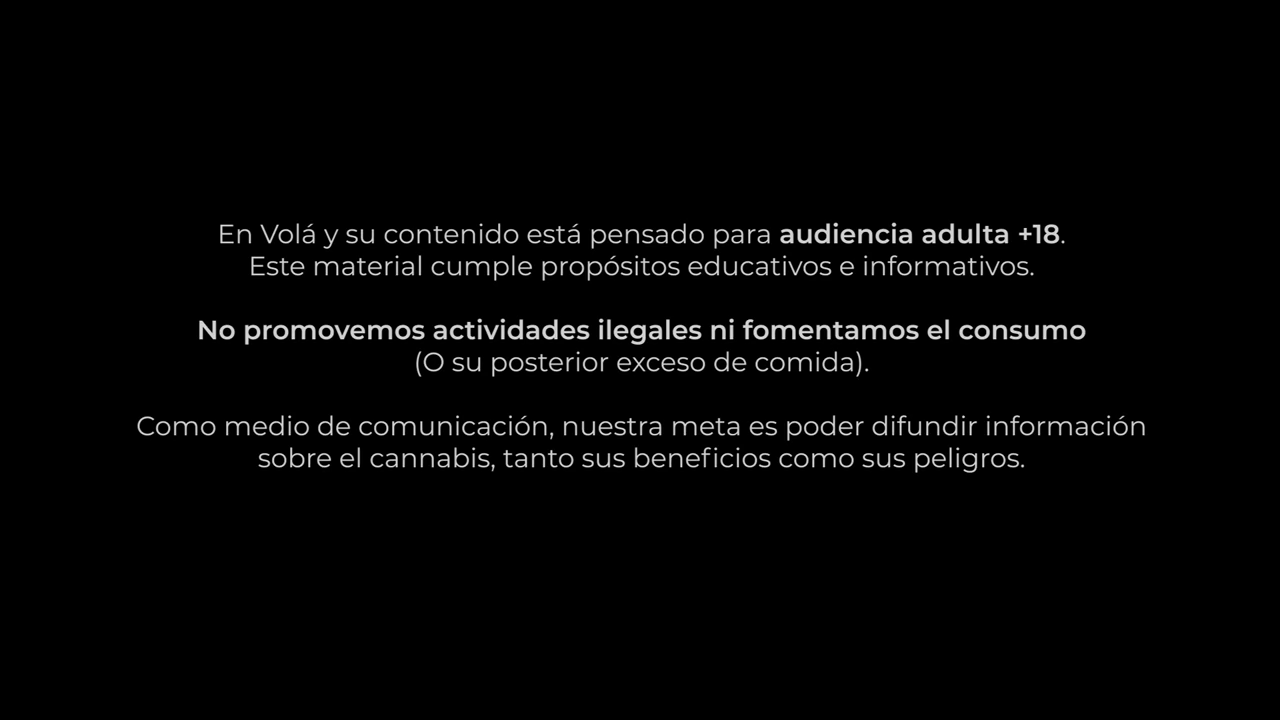 En Volá y su contenido está pensado para audiencia adulta +18.
Este material cumple propósitos educativos e informativos.
No promovemos actividades ilegales ni fomentamos el consumo
(O su posterior exceso de comida).
Como medio de comunicación, nuestra meta es poder difundir información
sobre el cannabis, tanto sus beneficios como sus peligros.